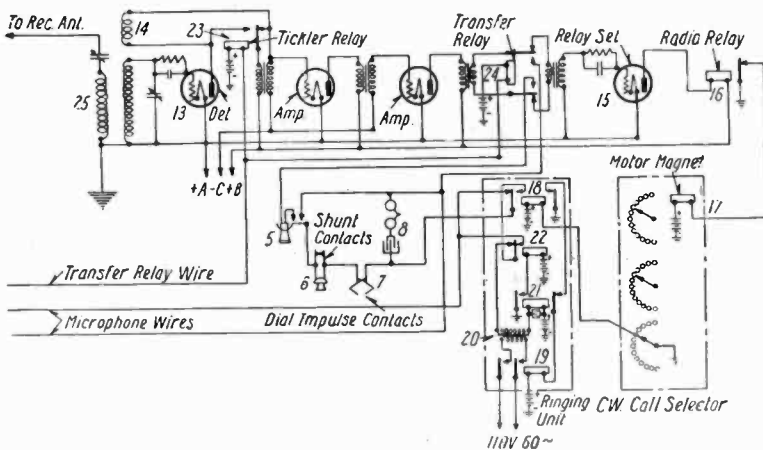 To Rec. Ant.
14
23
Tickler Relay
Transfer Relay
Relay Set
Radio Relay
24
25
13
Det
Amp.
Amp.
15
16
+A-C+B
Motor Magnet
18
17
5
Shunt Contacts
8
22
6
7
Transfer Relay Wire
21
Microphone Wires
Dial Impulse Contacts
20
19
Ringing Unit
C.W. Call Selector
110V 60~